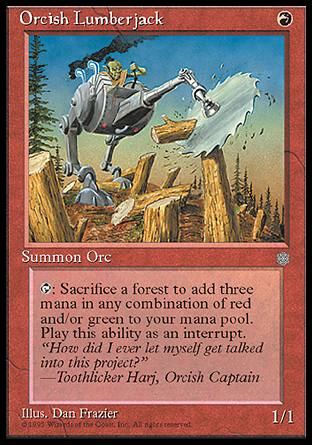 Orcish Lumberjack
Summon Orc
: Sacrifice a forest to add three
mana in any combination of red
and/or green to your mana pool.
Play this ability as an interrupt.
“How did I ever let myself get talked
into this project?”
—Toothlicker Harj, Orcish Captain
Illus. Dan Frazier
1/1
© 1995 Wizards of the Coast, Inc. All rights reserved.